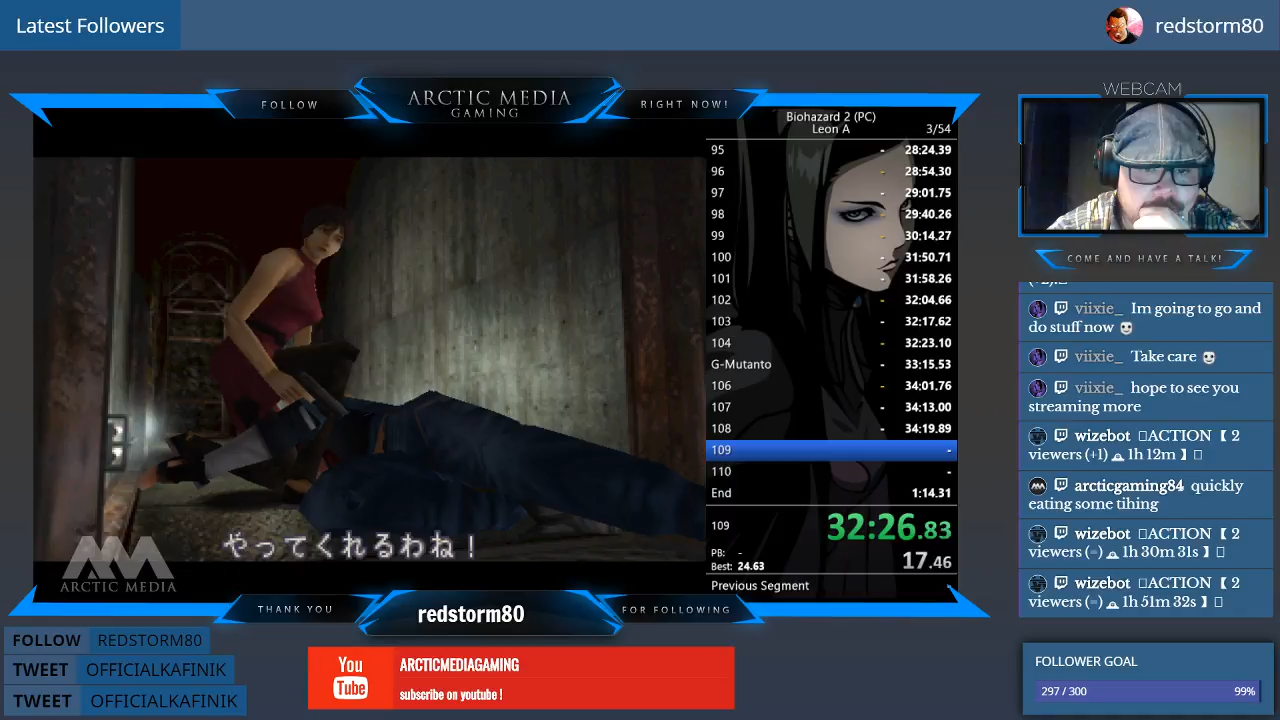 Latest Followers
redstorm80
FOLLOW
ARCTIC MEDIA
GAMING
RIGHT NOW!
WEBCAM
Biohazard 2 (PC)
Leon A 3/54
95 - 28:24.39
96 - 28:54.30
97 - 29:01.75
98 - 29:40.26
99 - 30:14.27
100 - 31:50.71
101 - 31:58.26
102 - 32:04.66
103 - 32:17.62
104 - 32:23.10
G-Mutanto - 33:15.53
106 - 34:01.76
107 - 34:13.00
108 - 34:19.89
109 -
110 -
End 1:14.31
109 32:26.83
PB: -
Best: 24.63 17.46
Previous Segment
やってくれるわね!
ARCTIC MEDIA
COME AND HAVE A TALK!
viixie_ Im going to go and
do stuff now
viixie_ Take care
viixie_ hope to see you
streaming more
wizebot ACTION【 2
viewers (+1) 1h 12m 】
arcticgaming84 quickly
eating some tihing
wizebot ACTION【 2
viewers (=) 1h 30m 31s 】
wizebot ACTION【 2
viewers (=) 1h 51m 32s 】
THANK YOU
redstorm80
FOR FOLLOWING
FOLLOW REDSTORM80
TWEET OFFICIALKAFINIK
TWEET OFFICIALKAFINIK
You Tube
ARCTICMEDIAGAMING
subscribe on youtube !
FOLLOWER GOAL
297 / 300 99%